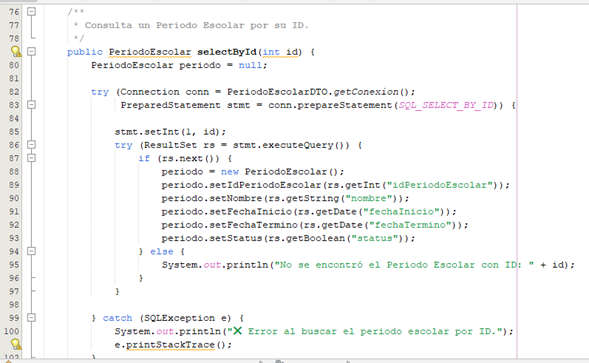 76 /**
77 * Consulta un Periodo Escolar por su ID.
78 */
public PeriodoEscolar selectById(int id) {
80 PeriodoEscolar periodo = null;
81
82 try (Connection conn = PeriodoEscolarDTO.getConexion();
83 PreparedStatement stmt = conn.prepareStatement(SQL_SELECT_BY_ID)) {
84
85 stmt.setInt(1, id);
86 try (ResultSet rs = stmt.executeQuery()) {
87 if (rs.next()) {
88 periodo = new PeriodoEscolar();
89 periodo.setIdPeriodoEscolar(rs.getInt("idPeriodoEscolar"));
90 periodo.setNombre(rs.getString("nombre"));
91 periodo.setFechaInicio(rs.getDate("fechaInicio"));
92 periodo.setFechaTermino(rs.getDate("fechaTermino"));
93 periodo.setStatus(rs.getBoolean("status"));
94 } else {
95 System.out.println("No se encontró el Periodo Escolar con ID: " + id);
96 }
97 }
98
99 } catch (SQLException e) {
100 System.out.println("❌ Error al buscar el periodo escolar por ID.");
e.printStackTrace();
102 }